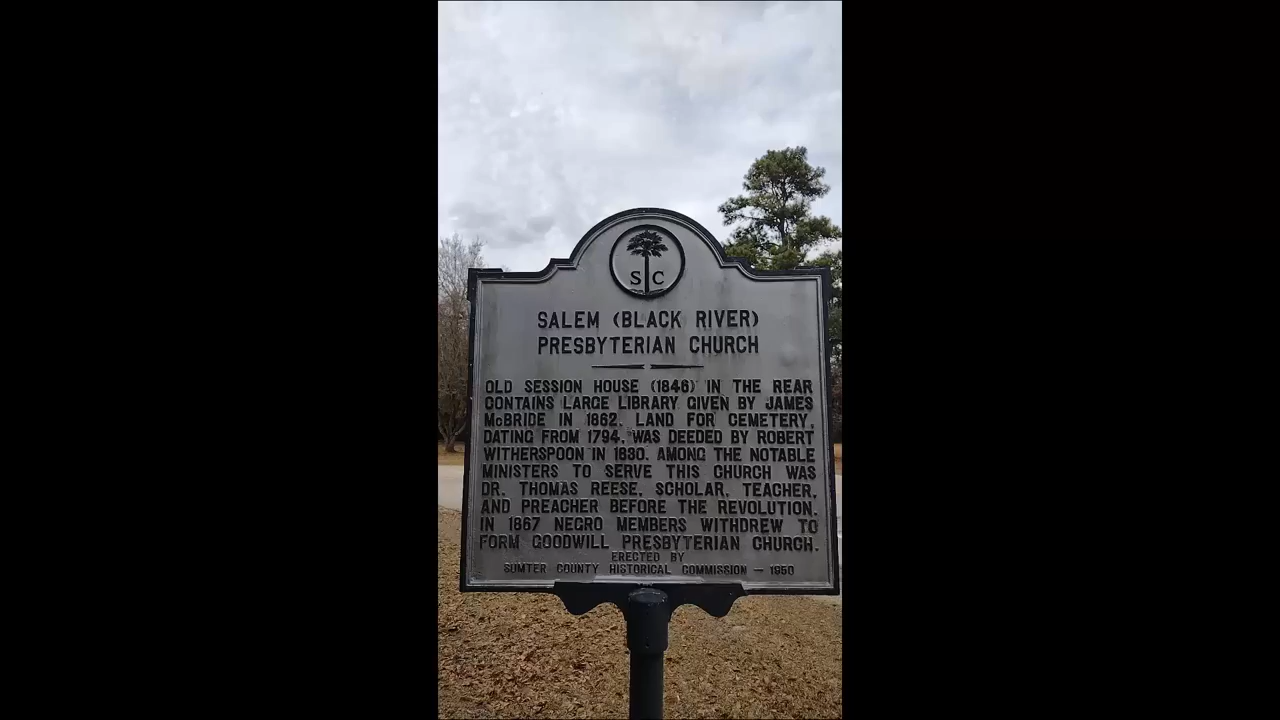 S C
SALEM (BLACK RIVER)
PRESBYTERIAN CHURCH
OLD SESSION HOUSE (1846) IN THE REAR
CONTAINS LARGE LIBRARY GIVEN BY JAMES
McBRIDE IN 1862. LAND FOR CEMETERY,
DATING FROM 1794, WAS DEEDED BY ROBERT
WITHERSPOON IN 1830. AMONG THE NOTABLE
MINISTERS TO SERVE THIS CHURCH WAS
DR. THOMAS REESE, SCHOLAR, TEACHER,
AND PREACHER BEFORE THE REVOLUTION.
IN 1867 NEGRO MEMBERS WITHDREW TO
FORM GOODWILL PRESBYTERIAN CHURCH.
ERECTED BY
SUMTER COUNTY HISTORICAL COMMISSION – 1950